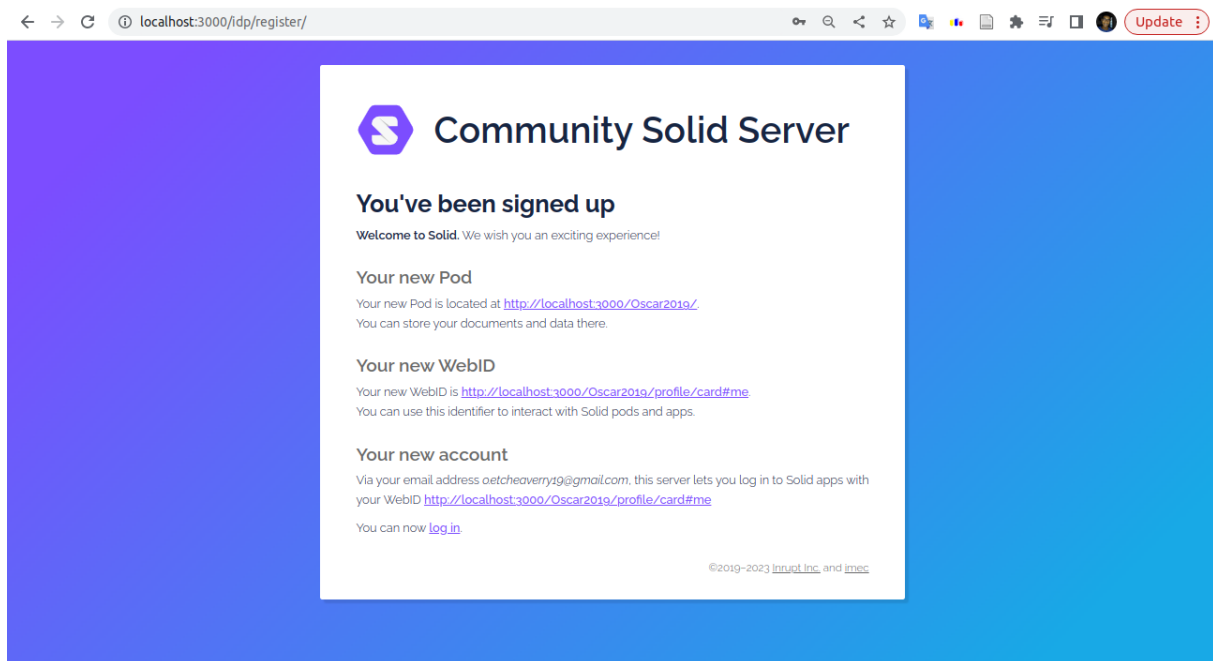 localhost:3000/idp/register/
Update
Community Solid Server
You've been signed up
Welcome to Solid. We wish you an exciting experience!
Your new Pod
Your new Pod is located at http://localhost:3000/Oscar2019/.
You can store your documents and data there.
Your new WebID
Your new WebID is http://localhost:3000/Oscar2019/profile/card#me.
You can use this identifier to interact with Solid pods and apps.
Your new account
Via your email address oetcheaverry19@gmail.com, this server lets you log in to Solid apps with
your WebID http://localhost:3000/Oscar2019/profile/card#me
You can now log in.
©2019–2023 Inrupt Inc. and imec